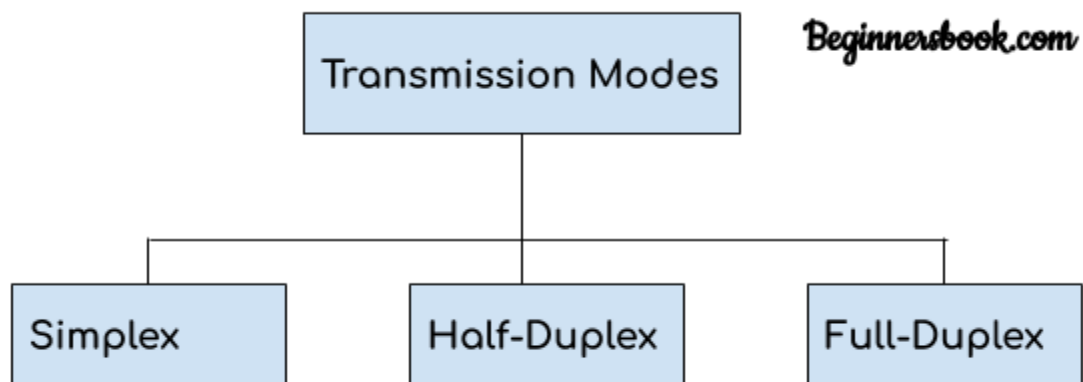 Beginnersbook.com
Transmission Modes
Simplex
Half-Duplex
Full-Duplex